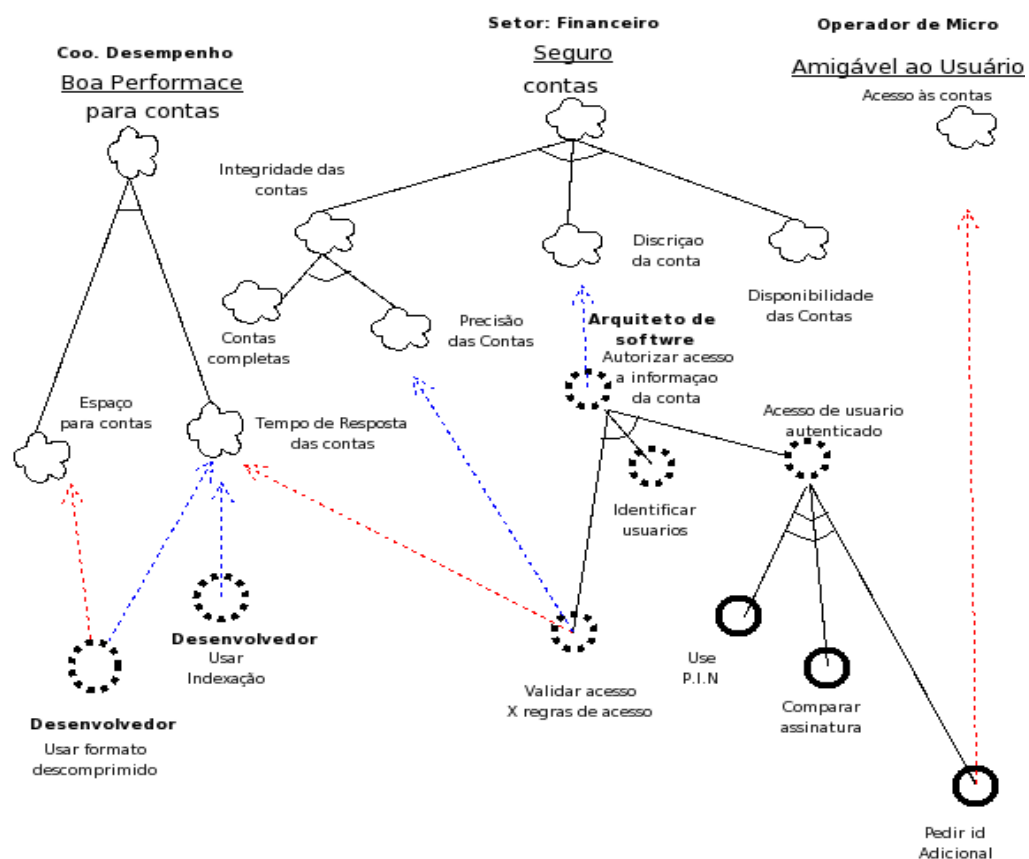 Coo. Desempenho
Boa Performace
para contas
Setor: Financeiro
Seguro
contas
Operador de Micro
Amigável ao Usuário
Acesso às contas
Integridade das
contas
Discriçao
da conta
Disponibilidade
das Contas
Contas
completas
Precisão
das Contas
Arquiteto de
softwre
Autorizar acesso
a informaçao
da conta
Espaço
para contas
Tempo de Resposta
das contas
Acesso de usuario
autenticado
Identificar
usuarios
Desenvolvedor
Usar
Indexação
Use
P.I.N
Validar acesso
X regras de acesso
Comparar
assinatura
Desenvolvedor
Usar formato
descomprimido
Pedir id
Adicional